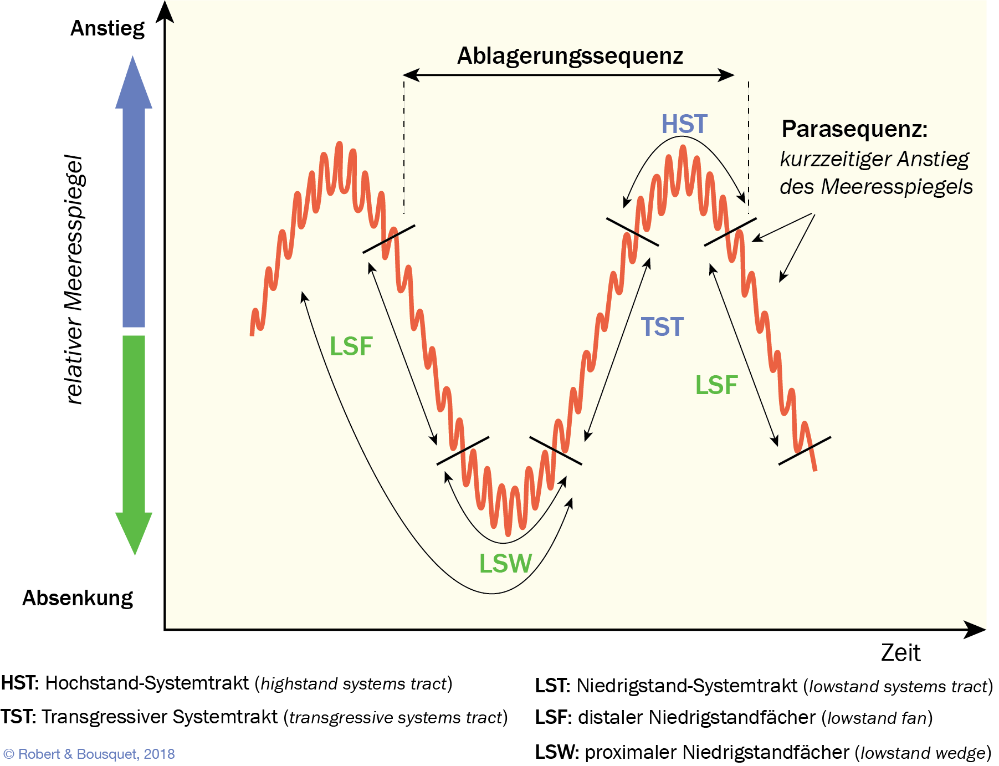 Anstieg
Ablagerungssequenz
HST
Parasequenz:
kurzzeitiger Anstieg
des Meeresspiegels
relativer Meeresspiegel
LSF
TST
LSF
LSW
Absenkung
Zeit
HST: Hochstand-Systemtrakt (highstand systems tract)
TST: Transgressiver Systemtrakt (transgressive systems tract)
LST: Niedrigstand-Systemtrakt (lowstand systems tract)
LSF: distaler Niedrigstandfächer (lowstand fan)
LSW: proximaler Niedrigstandfächer (lowstand wedge)
© Robert & Bousquet, 2018